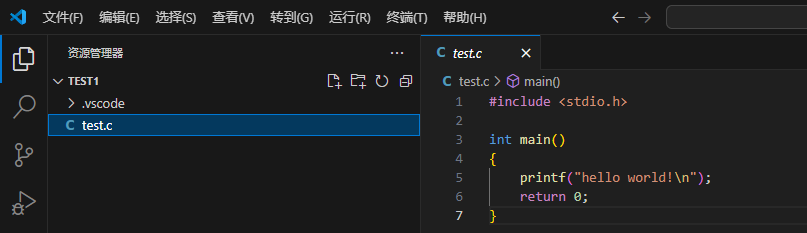 文件(F) 编辑(E) 选择(S) 查看(V) 转到(G) 运行(R) 终端(T) 帮助(H)
资源管理器
TEST1
.vscode
C test.c
C test.c
C test.c > main()
1 #include <stdio.h>
2
3 int main()
4 {
5     printf("hello world!\n");
6     return 0;
7 }